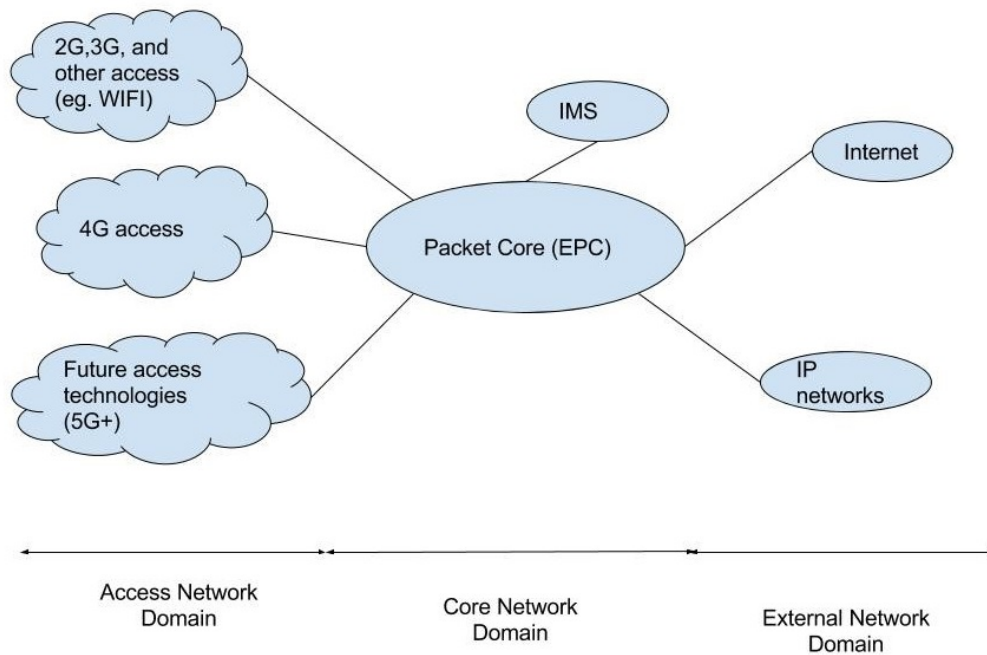 2G,3G, and
other access
(eg. WIFI)
IMS
Internet
4G access
Packet Core (EPC)
Future access
technologies
(5G+)
IP
networks
Access Network
Domain
Core Network
Domain
External Network
Domain